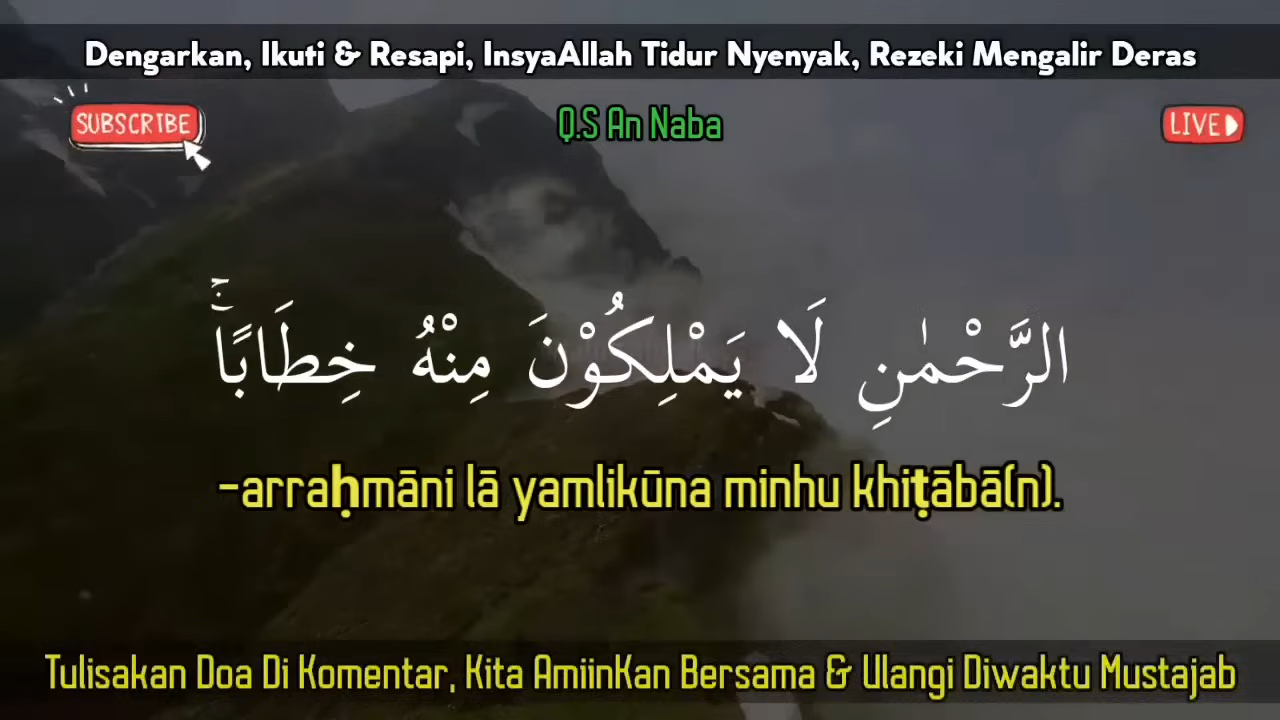 Dengarkan, Ikuti & Resapi, InsyaAllah Tidur Nyenyak, Rezeki Mengalir Deras
SUBSCRIBE
Q.S An Naba
LIVE
الرَّحْمٰنِ لَا يَمْلِكُوْنَ مِنْهُ خِطَابًاۚ
-arraḥmāni lā yamlikūna minhu khiṭābā(n).
Tulisakan Doa Di Komentar, Kita AmiinKan Bersama & Ulangi Diwaktu Mustajab